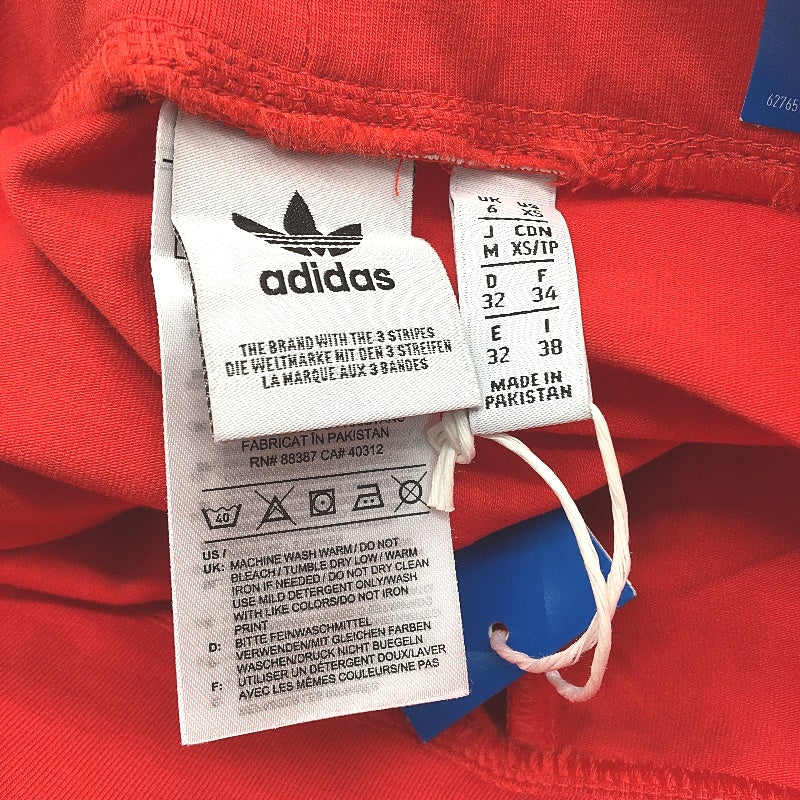 62765
UK US
6 XS
J CDN
M XS/TP
D F
32 34
E I
32 38
MADE IN
PAKISTAN
adidas
THE BRAND WITH THE 3 STRIPES
DIE WELTMARKE MIT DEN 3 STREIFEN
LA MARQUE AUX 3 BANDES
FABRICAT ÎN PAKISTAN
RN# 88387 CA# 40312
40
US /
UK: MACHINE WASH WARM / DO NOT
BLEACH / TUMBLE DRY LOW / WARM
IRON IF NEEDED / DO NOT DRY CLEAN
USE MILD DETERGENT ONLY/WASH
WITH LIKE COLORS/DO NOT IRON
PRINT
D: BITTE FEINWASCHMITTEL
VERWENDEN/MIT GLEICHEN FARBEN
WASCHEN/DRUCK NICHT BUEGELN
F: UTILISER UN DÉTERGENT DOUX/LAVER
AVEC LES MÊMES COULEURS/NE PAS